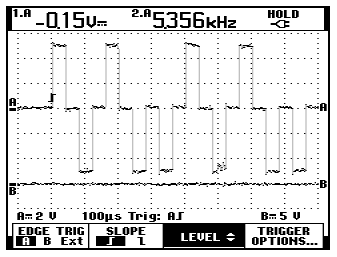 1.A -0.15V⎓ 2.A 5.356kHz HOLD
A A
B B
A=2 V 100µs Trig: A∫ B=5 V
EDGE TRIG SLOPE LEVEL TRIGGER
A B Ext OPTIONS...